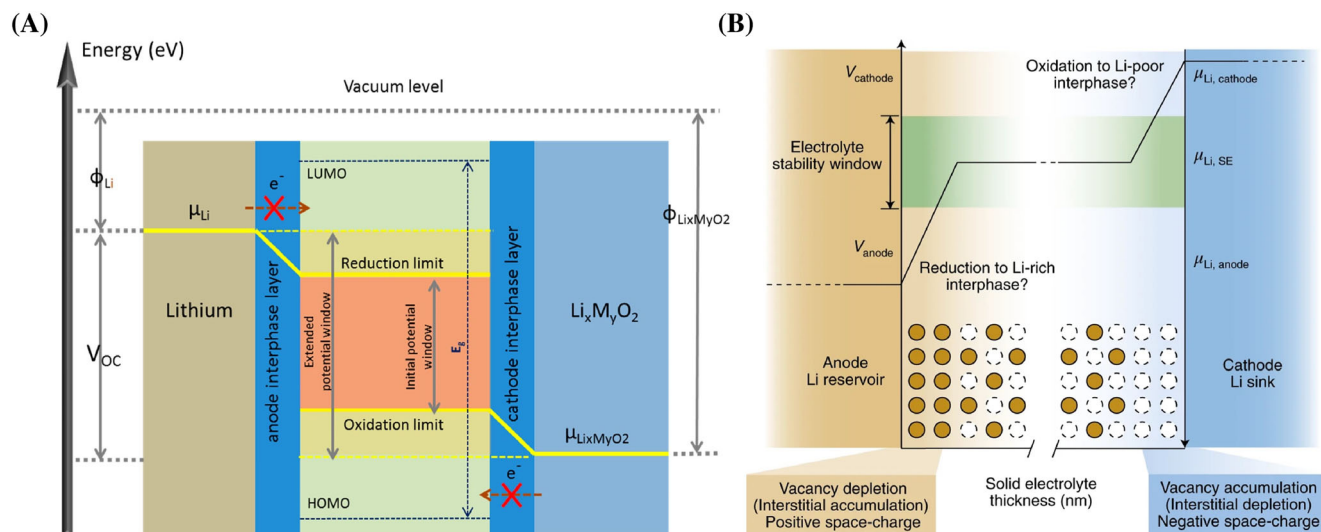 (A)
Energy (eV)
Vacuum level
ϕLi
μLi
e-
LUMO
ϕLixMyO2
Reduction limit
Lithium
anode interphase layer
Extended
potential window
Initial potential
window
Eg
cathode interphase layer
LixMyO2
VOC
Oxidation limit
μLixMyO2
e-
HOMO
(B)
Vcathode
Oxidation to Li-poor
interphase?
μLi, cathode
Electrolyte
stability window
μLi, SE
Vanode
μLi, anode
Reduction to Li-rich
interphase?
Anode
Li reservoir
Cathode
Li sink
Vacancy depletion
(Interstitial accumulation)
Positive space-charge
Solid electrolyte
thickness (nm)
Vacancy accumulation
(Interstitial depletion)
Negative space-charge